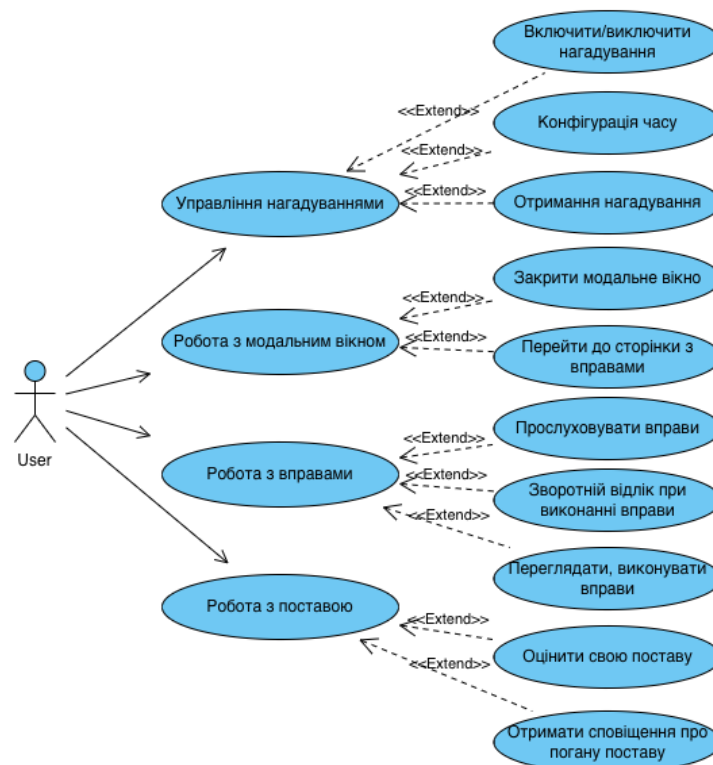 Включити/виключити
нагадування
<<Extend>>
Конфігурація часу
<<Extend>>
Управління нагадуваннями
<<Extend>>
Отримання нагадування
Закрити модальне вікно
<<Extend>>
Робота з модальним вікном
<<Extend>>
Перейти до сторінки з
вправами
User
Прослуховувати вправи
<<Extend>>
Робота з вправами
<<Extend>>
Зворотній відлік при
виконанні вправи
<<Extend>>
Переглядати, виконувати
вправи
Робота з поставою
<<Extend>>
Оцінити свою поставу
<<Extend>>
Отримати сповіщення про
погану поставу